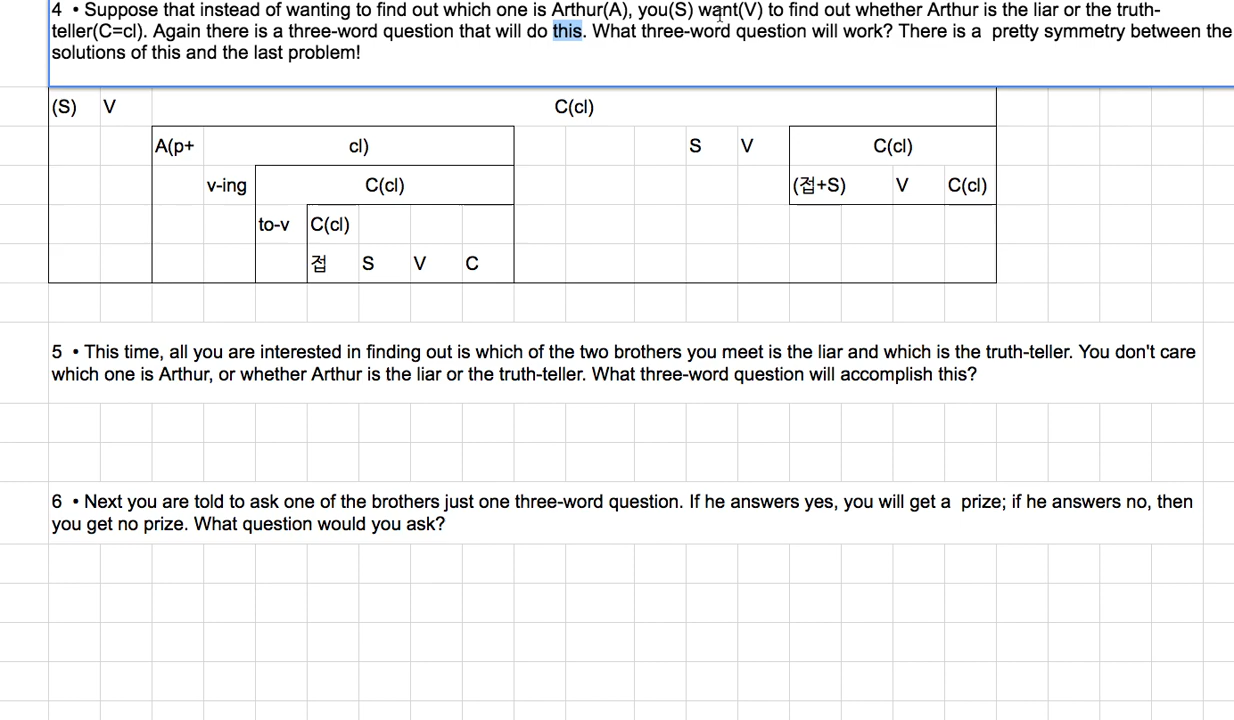 4 • Suppose that instead of wanting to find out which one is Arthur(A), you(S) want(V) to find out whether Arthur is the liar or the truth-
teller(C=cl). Again there is a three-word question that will do this. What three-word question will work? There is a  pretty symmetry between the
solutions of this and the last problem!
(S) V C(cl)
A(p+ cl) S V C(cl)
v-ing C(cl) (접+S) V C(cl)
to-v C(cl)
접 S V C
5 • This time, all you are interested in finding out is which of the two brothers you meet is the liar and which is the truth-teller. You don't care
which one is Arthur, or whether Arthur is the liar or the truth-teller. What three-word question will accomplish this?
6 • Next you are told to ask one of the brothers just one three-word question. If he answers yes, you will get a  prize; if he answers no, then
you get no prize. What question would you ask?